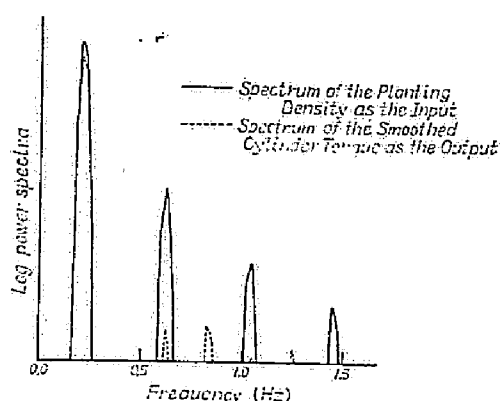 Spectrum of the Planting
Density as the Input
Spectrum of the Smoothed
Cylinder Torque as the Output
Log power spectra
0.0 0.5 1.0 1.5
Frequency (Hz)